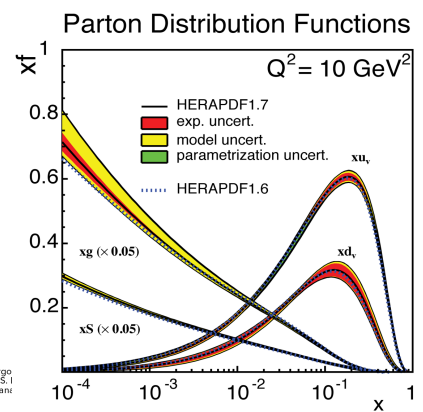 Parton Distribution Functions
xf
1
Q² = 10 GeV²
0.8
HERAPDF1.7
exp. uncert.
model uncert.
parametrization uncert.
xuᵥ
0.6
HERAPDF1.6
0.4
xg (× 0.05)
xdᵥ
0.2
xS (× 0.05)
10⁻⁴ 10⁻³ 10⁻² 10⁻¹ 1
x